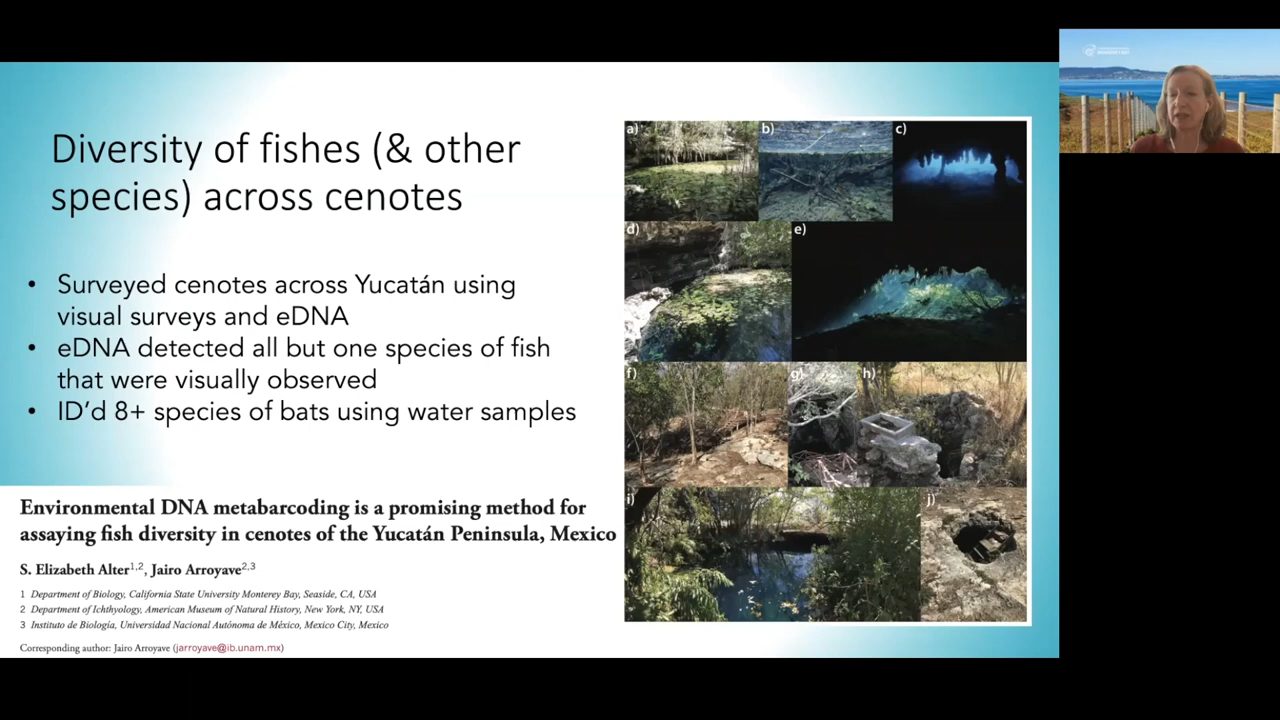 Diversity of fishes (& other
species) across cenotes
• Surveyed cenotes across Yucatán using
visual surveys and eDNA
• eDNA detected all but one species of fish
that were visually observed
• ID'd 8+ species of bats using water samples
Environmental DNA metabarcoding is a promising method for
assaying fish diversity in cenotes of the Yucatán Peninsula, Mexico
S. Elizabeth Alter1,2, Jairo Arroyave2,3
1 Department of Biology, California State University Monterey Bay, Seaside, CA, USA
2 Department of Ichthyology, American Museum of Natural History, New York, NY, USA
3 Instituto de Biología, Universidad Nacional Autónoma de México, Mexico City, Mexico
Corresponding author: Jairo Arroyave (jarroyave@ib.unam.mx)
a) b) c)
d) e)
f) g) h)
i) j)